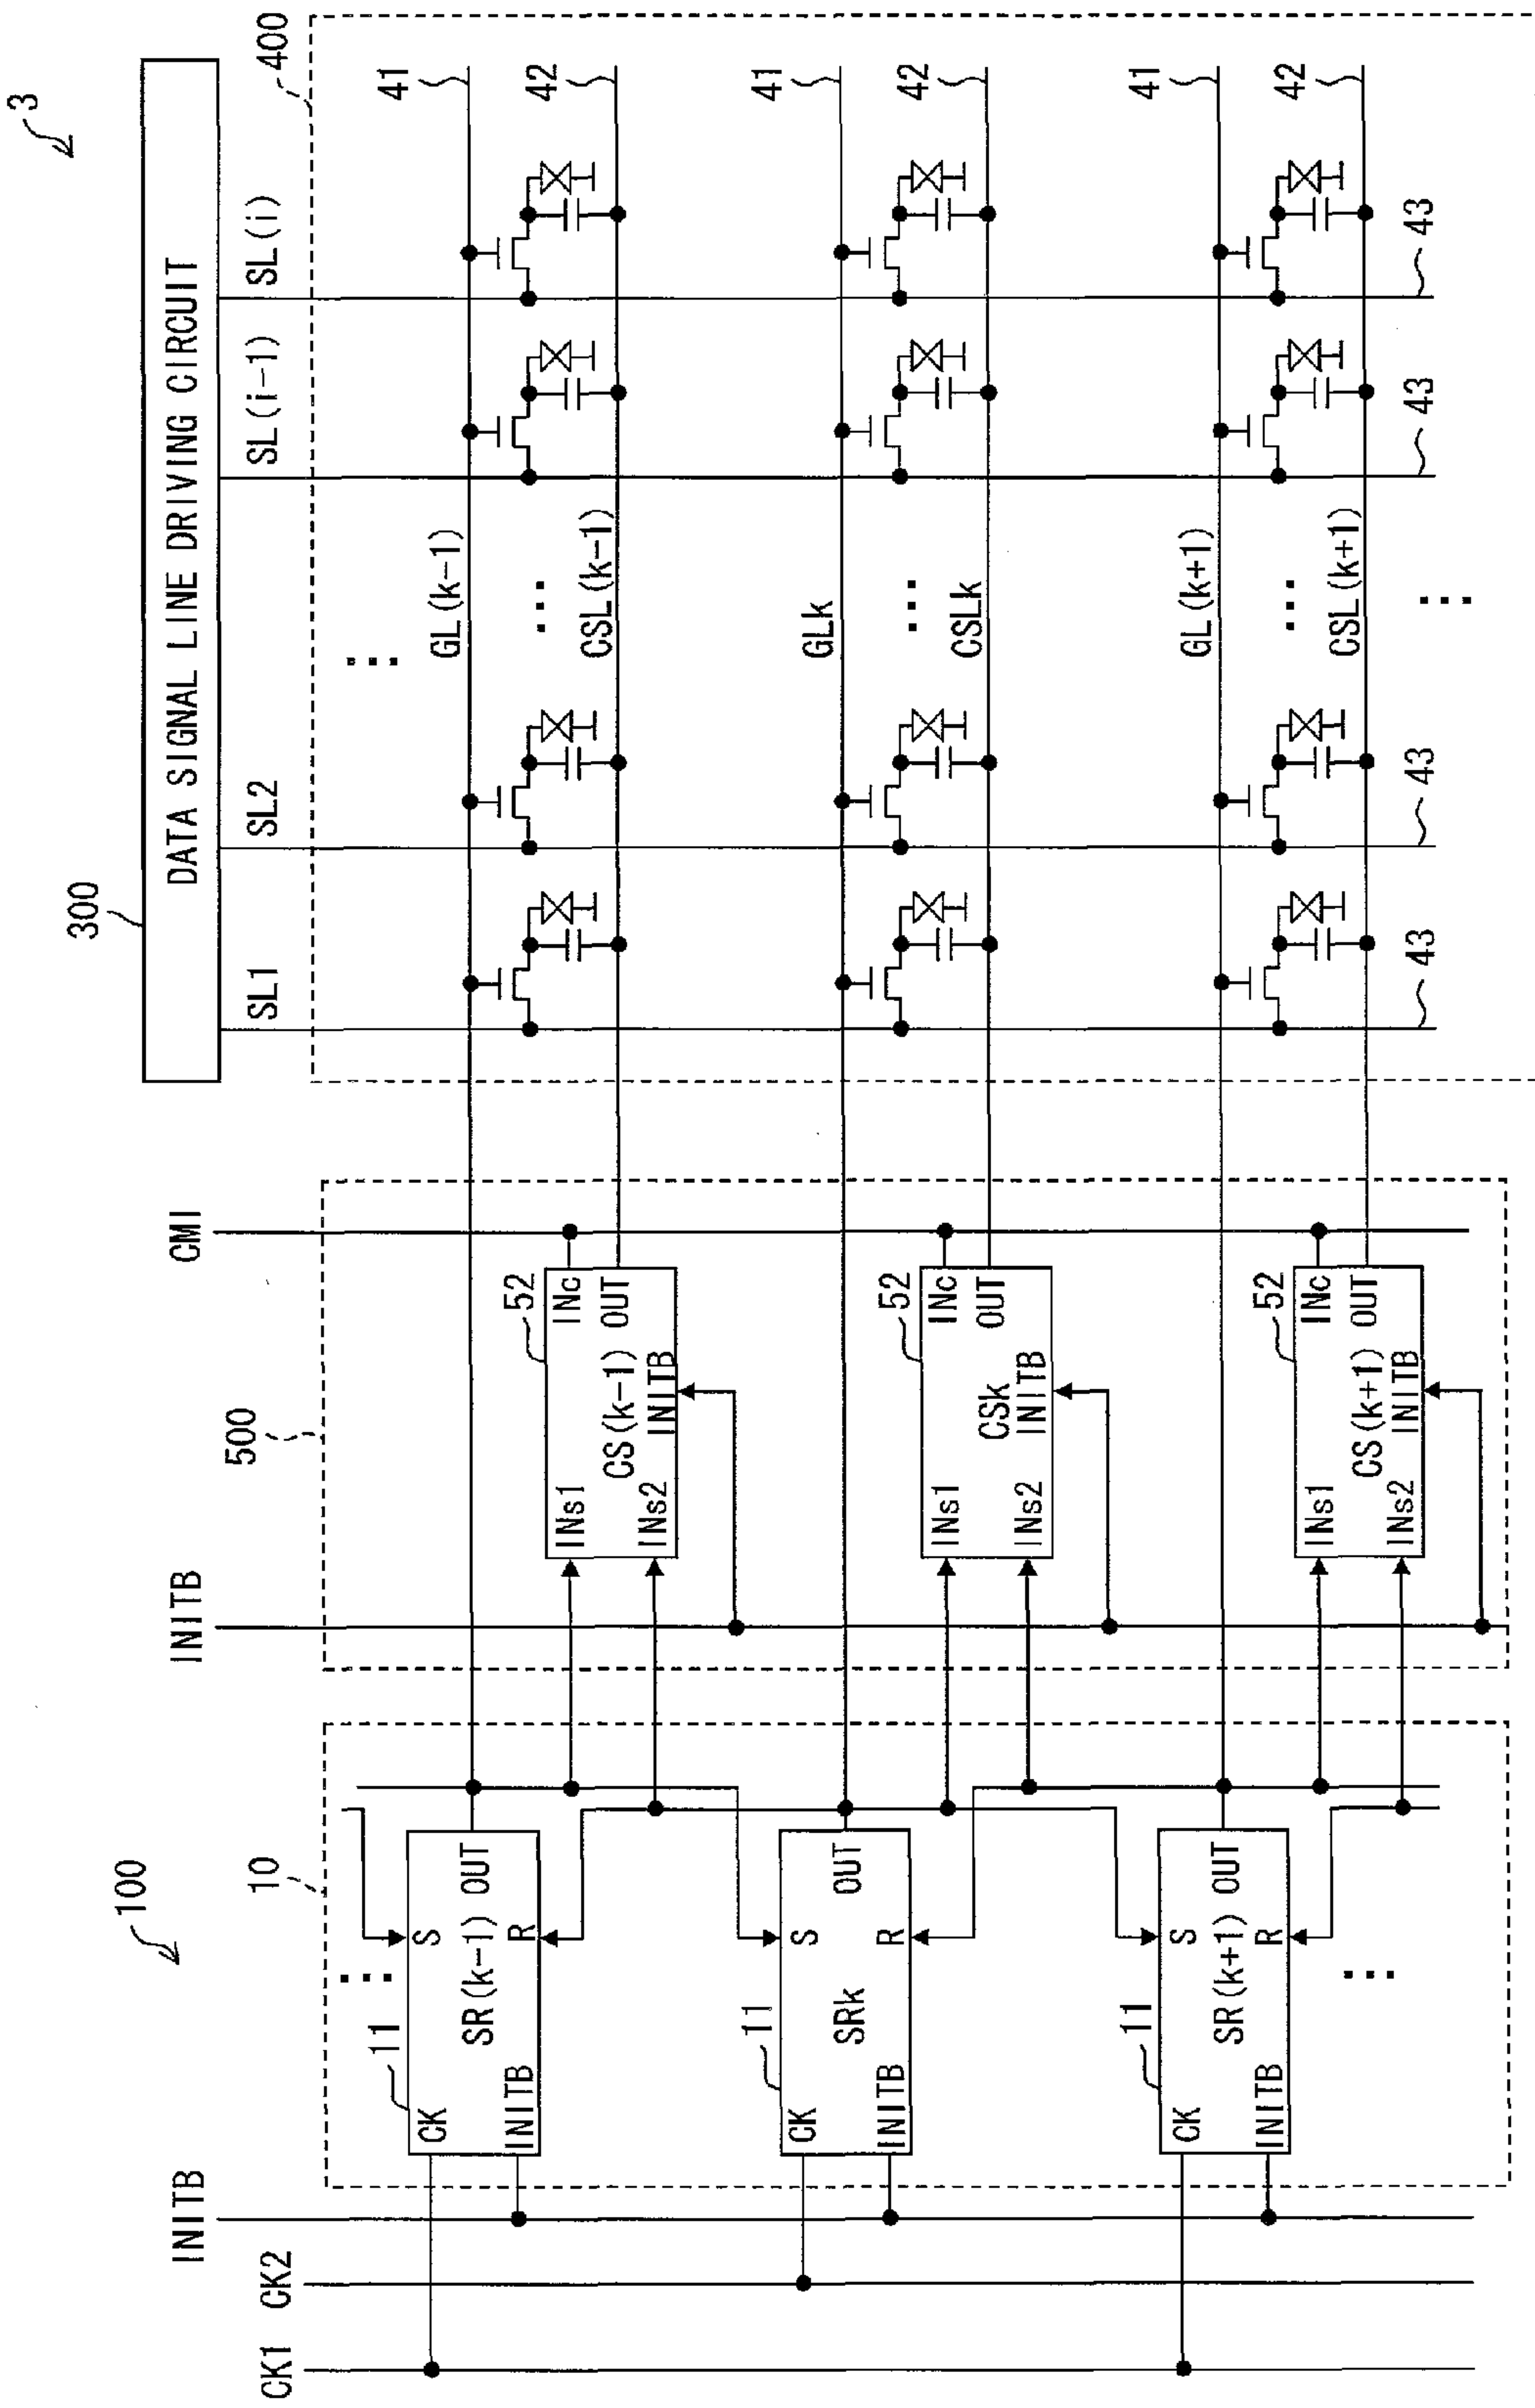 3
300
DATA SIGNAL LINE DRIVING CIRCUIT
100
10
500
400
CK1
CK2
INITB
INITB
CMI
SL1
SL2
SL(i-1)
SL(i)
11
CK
S
SR(k-1)
OUT
INITB
R
52
INs1
INc
CS(k-1)
OUT
INs2
INITB
GL(k-1)
41
CSL(k-1)
42
11
CK
S
SRk
OUT
INITB
R
52
INs1
INc
CSk
OUT
INs2
INITB
GLk
41
CSLk
42
11
CK
S
SR(k+1)
OUT
INITB
R
52
INs1
INc
CS(k+1)
OUT
INs2
INITB
GL(k+1)
41
CSL(k+1)
42
43
43
43
43